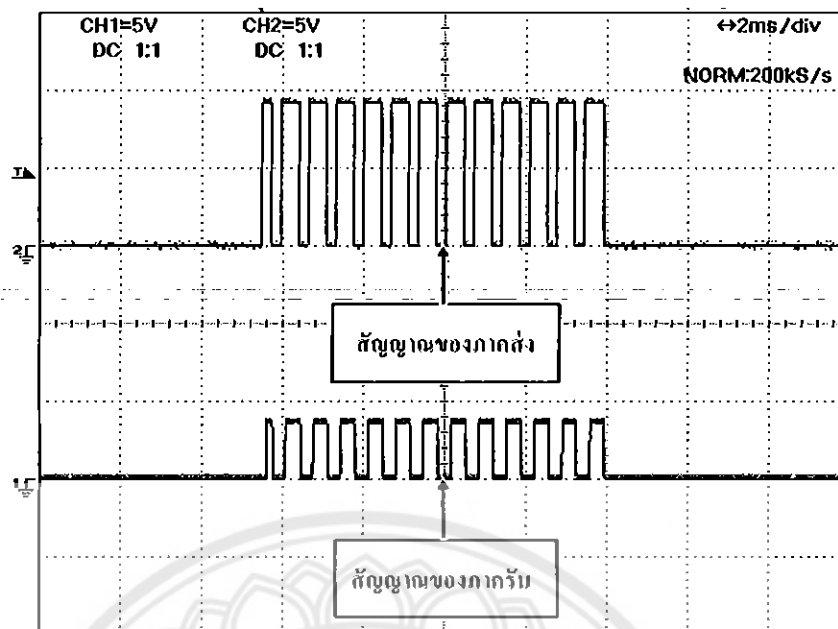 CH1=5V CH2=5V ↔2ms/div
DC 1:1 DC 1:1
NORM:200kS/s
T
2
สัญญาณของภาคส่ง
1
สัญญาณของภาครับ